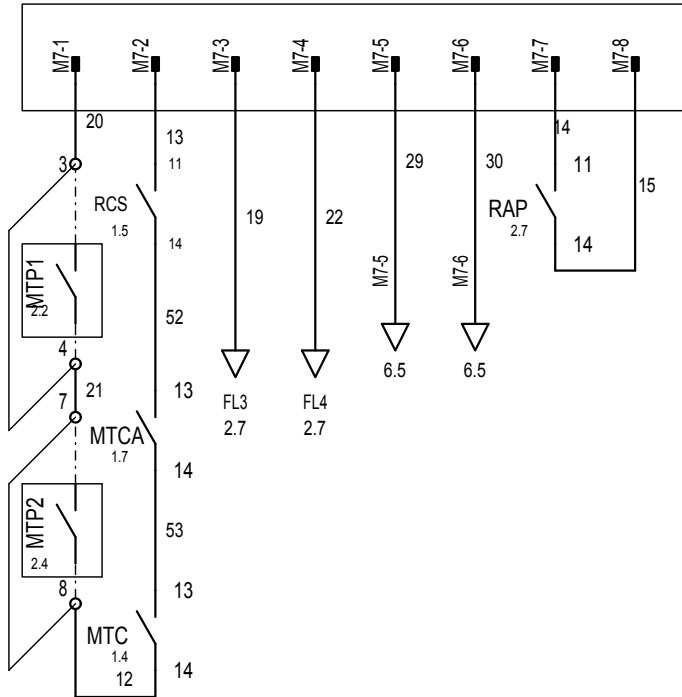 M7-1
M7-2
M7-3
M7-4
M7-5
M7-6
M7-7
M7-8
20
13
14
3
11
29
30
11
15
RCS
1.5
19
22
RAP
2.7
14
14
MTP1
2.2
M7-5
M7-6
52
4
6.5
6.5
21
13
7
FL3
2.7
FL4
2.7
MTCA
1.7
14
MTP2
2.4
53
8
13
MTC
1.4
12
14